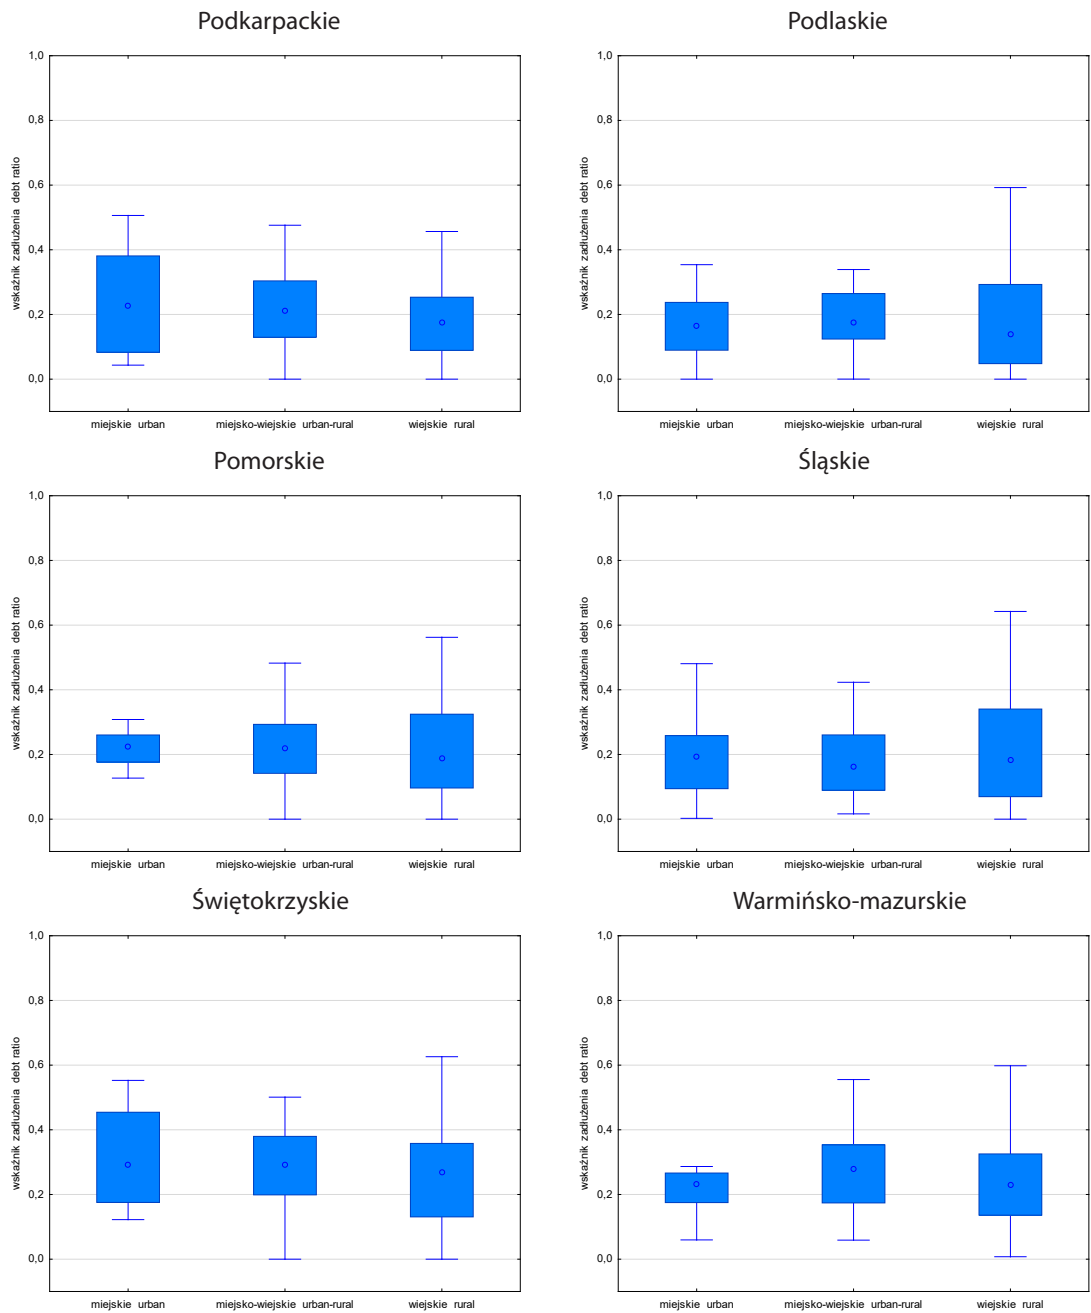 Podkarpackie
1,0
0,8
0,6
0,4
0,2
0,0
wskaźnik zadłużenia debt ratio
miejskie urban
miejsko-wiejskie urban-rural
wiejskie rural
Podlaskie
1,0
0,8
0,6
0,4
0,2
0,0
wskaźnik zadłużenia debt ratio
miejskie urban
miejsko-wiejskie urban-rural
wiejskie rural
Pomorskie
1,0
0,8
0,6
0,4
0,2
0,0
wskaźnik zadłużenia debt ratio
miejskie urban
miejsko-wiejskie urban-rural
wiejskie rural
Śląskie
1,0
0,8
0,6
0,4
0,2
0,0
wskaźnik zadłużenia debt ratio
miejskie urban
miejsko-wiejskie urban-rural
wiejskie rural
Świętokrzyskie
1,0
0,8
0,6
0,4
0,2
0,0
wskaźnik zadłużenia debt ratio
miejskie urban
miejsko-wiejskie urban-rural
wiejskie rural
Warmińsko-mazurskie
1,0
0,8
0,6
0,4
0,2
0,0
wskaźnik zadłużenia debt ratio
miejskie urban
miejsko-wiejskie urban-rural
wiejskie rural